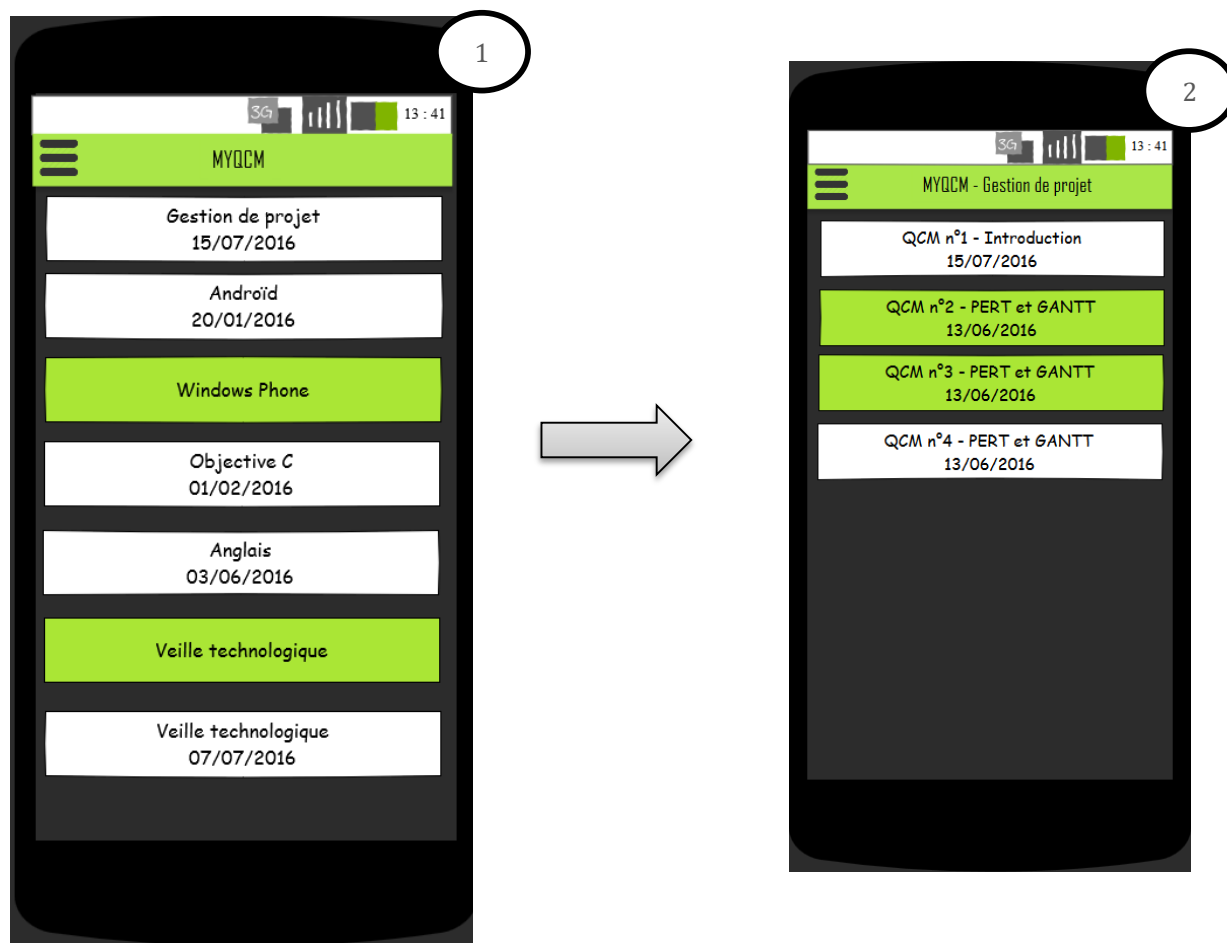 1
3G 13 : 41
MYQCM
Gestion de projet
15/07/2016
Androïd
20/01/2016
Windows Phone
Objective C
01/02/2016
Anglais
03/06/2016
Veille technologique
Veille technologique
07/07/2016
2
3G 13 : 41
MYQCM - Gestion de projet
QCM n°1 - Introduction
15/07/2016
QCM n°2 - PERT et GANTT
13/06/2016
QCM n°3 - PERT et GANTT
13/06/2016
QCM n°4 - PERT et GANTT
13/06/2016